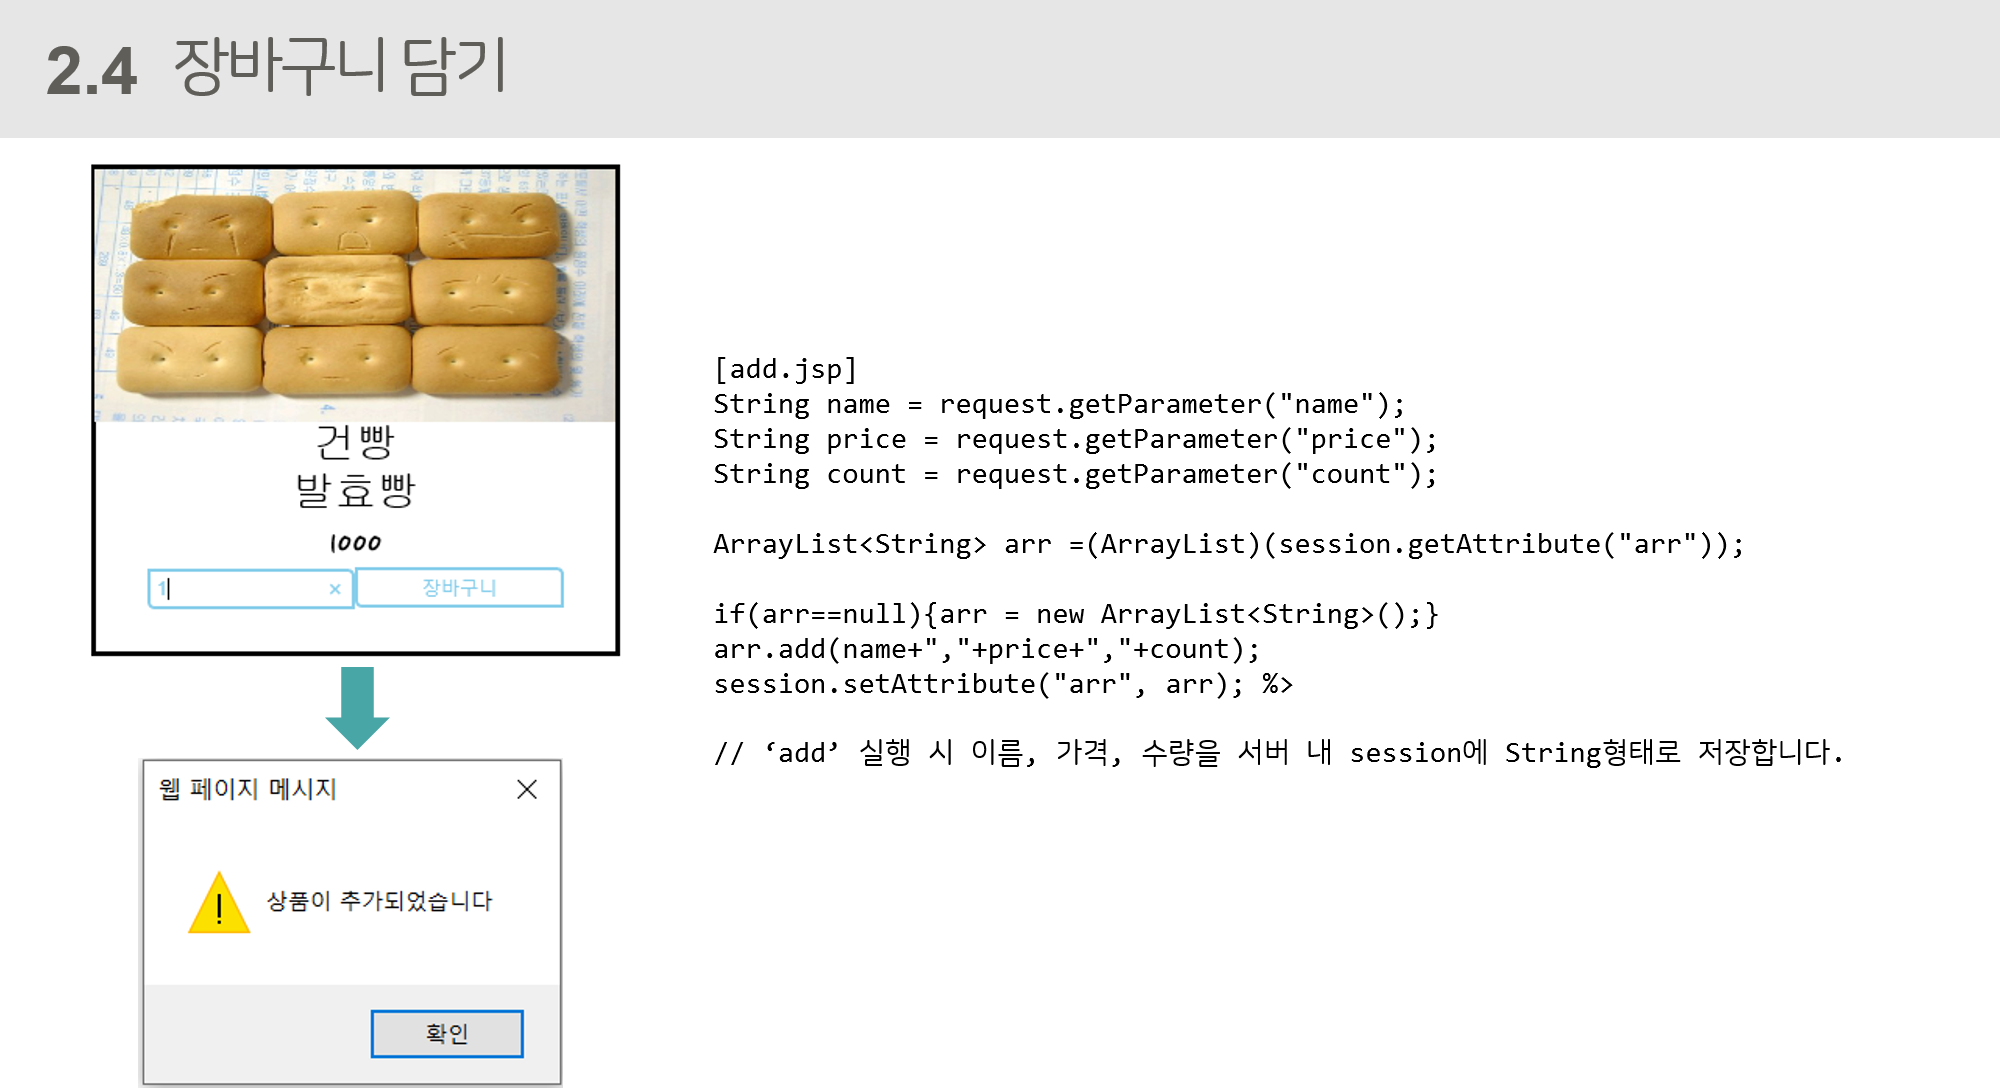 2.4 장바구니 담기
건빵
발효빵
1000
1 × 장바구니
웹 페이지 메시지
상품이 추가되었습니다
확인
[add.jsp]
String name = request.getParameter("name");
String price = request.getParameter("price");
String count = request.getParameter("count");
ArrayList<String> arr =(ArrayList)(session.getAttribute("arr"));
if(arr==null){arr = new ArrayList<String>();}
arr.add(name+","+price+","+count);
session.setAttribute("arr", arr); %>
// ‘add’ 실행 시 이름, 가격, 수량을 서버 내 session에 String형태로 저장합니다.